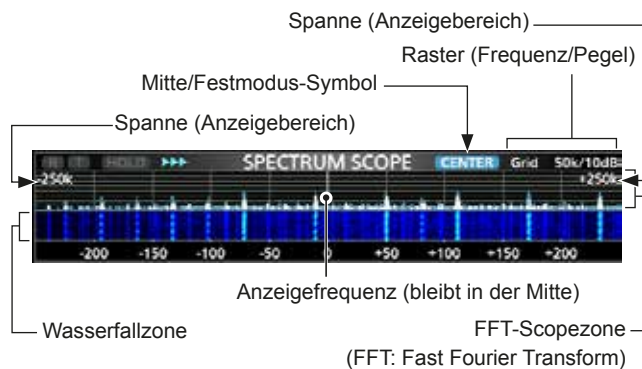 Spanne (Anzeigebereich)
Raster (Frequenz/Pegel)
Mitte/Festmodus-Symbol
Spanne (Anzeigebereich)
HOLD SPECTRUM SCOPE CENTER Grid 50k/10dB
-250k +250k
-200 -150 -100 -50 0 +50 +100 +150 +200
Anzeigefrequenz (bleibt in der Mitte)
Wasserfallzone
FFT-Scopezone
(FFT: Fast Fourier Transform)